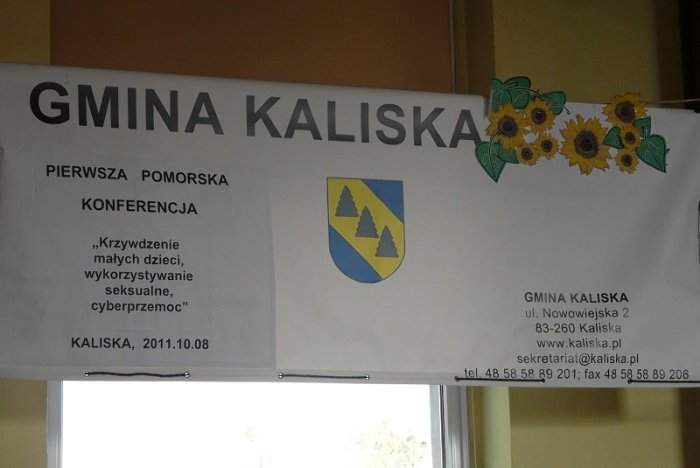 GMINA KALISKA
PIERWSZA POMORSKA
KONFERENCJA
„Krzywdzenie
małych dzieci,
wykorzystywanie
seksualne,
cyberprzemoc"
KALISKA, 2011.10.08
GMINA KALISKA
ul. Nowowiejska 2
83-260 Kaliska
www.kaliska.pl
sekretariat@kaliska.pl
tel. 48 58 58 89 201; fax 48 58 58 89 206